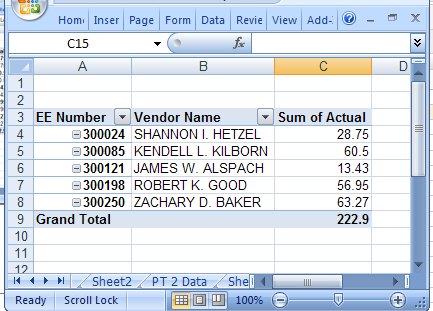 Home Inser Page Form Data Revie View Add-
C15 fx
A B C D
1
2
3 EE Number Vendor Name Sum of Actual
4 300024 SHANNON I. HETZEL 28.75
5 300085 KENDELL L. KILBORN 60.5
6 300121 JAMES W. ALSPACH 13.43
7 300198 ROBERT K. GOOD 56.95
8 300250 ZACHARY D. BAKER 63.27
9 Grand Total 222.9
10
11
12
Sheet2 PT 2 Data She
Ready Scroll Lock 100%